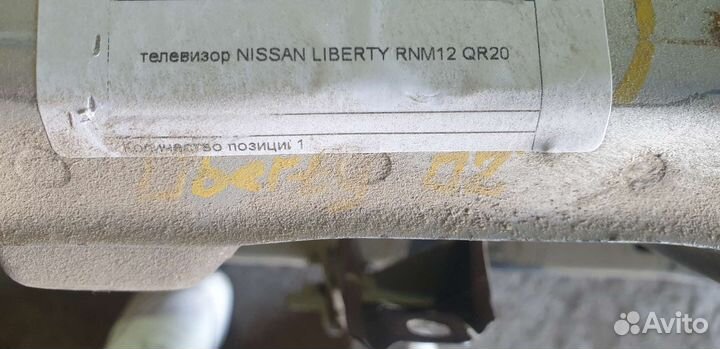 телевизор NISSAN LIBERTY RNM12 QR20
Количество позиций 1
Liberty 02
Avito